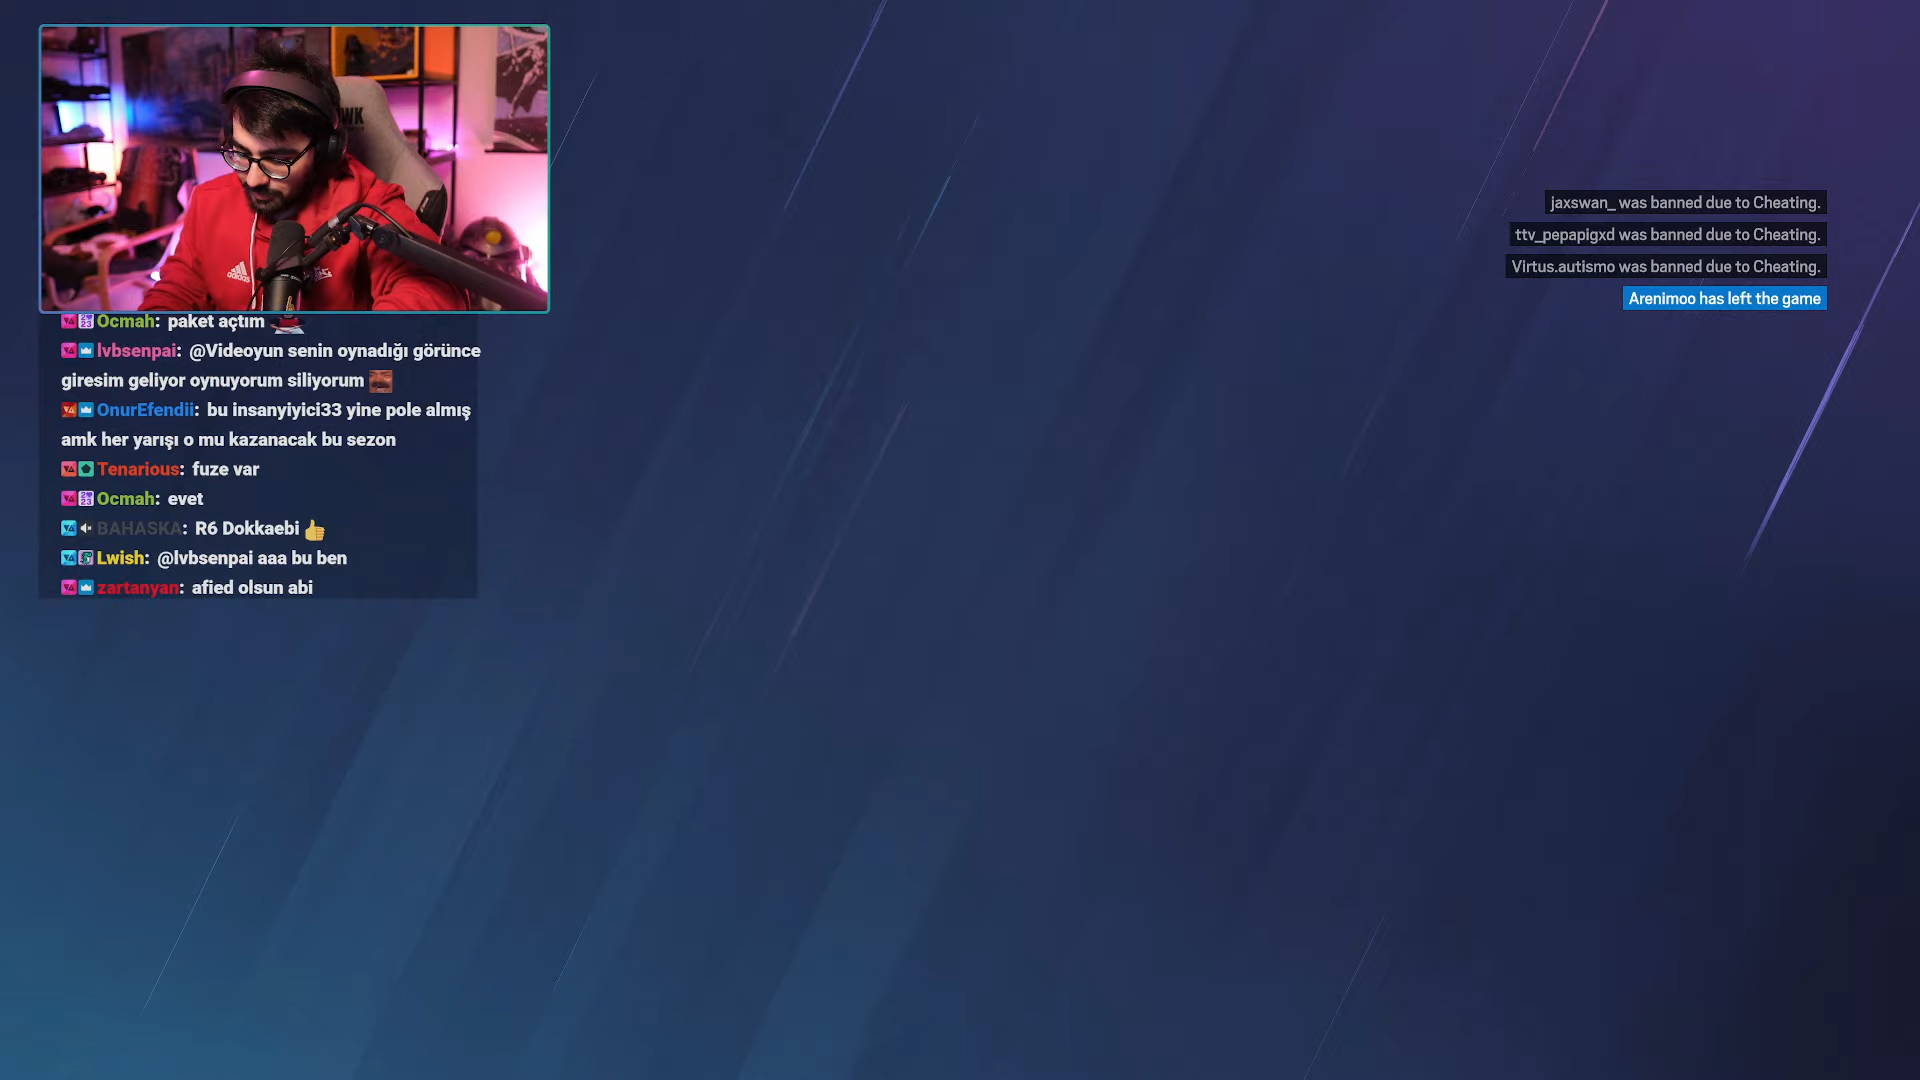 WK
adidas
Ocmah: paket açtım
lvbsenpai: @Videoyun senin oynadığı görünce
giresim geliyor oynuyorum siliyorum
OnurEfendii: bu insanyiyici33 yine pole almış
amk her yarışı o mu kazanacak bu sezon
Tenarious: fuze var
Ocmah: evet
BAHASKA: R6 Dokkaebi 👍
Lwish: @lvbsenpai aaa bu ben
zartanyan: afied olsun abi
jaxswan_ was banned due to Cheating.
ttv_pepapigxd was banned due to Cheating.
Virtus.autismo was banned due to Cheating.
Arenimoo has left the game